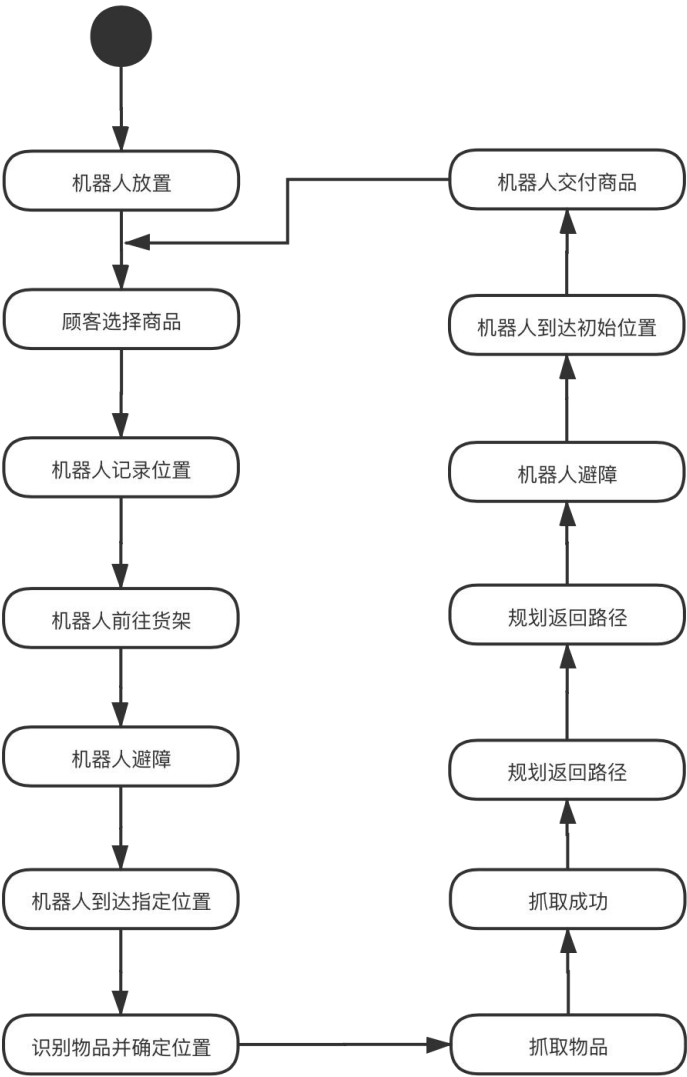 机器人放置
顾客选择商品
机器人记录位置
机器人前往货架
机器人避障
机器人到达指定位置
识别物品并确定位置
抓取物品
抓取成功
规划返回路径
规划返回路径
机器人避障
机器人到达初始位置
机器人交付商品